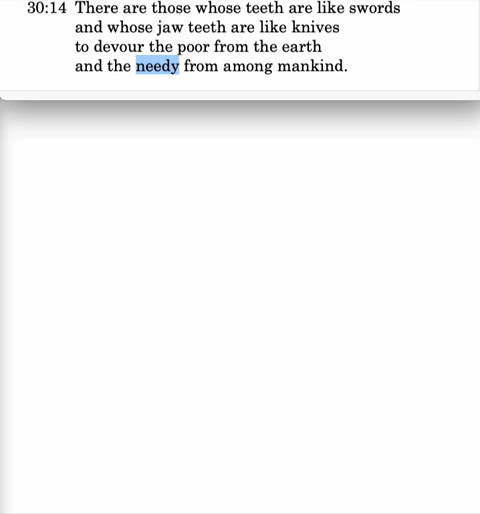 30:14 There are those whose teeth are like swords
and whose jaw teeth are like knives
to devour the poor from the earth
and the needy from among mankind.